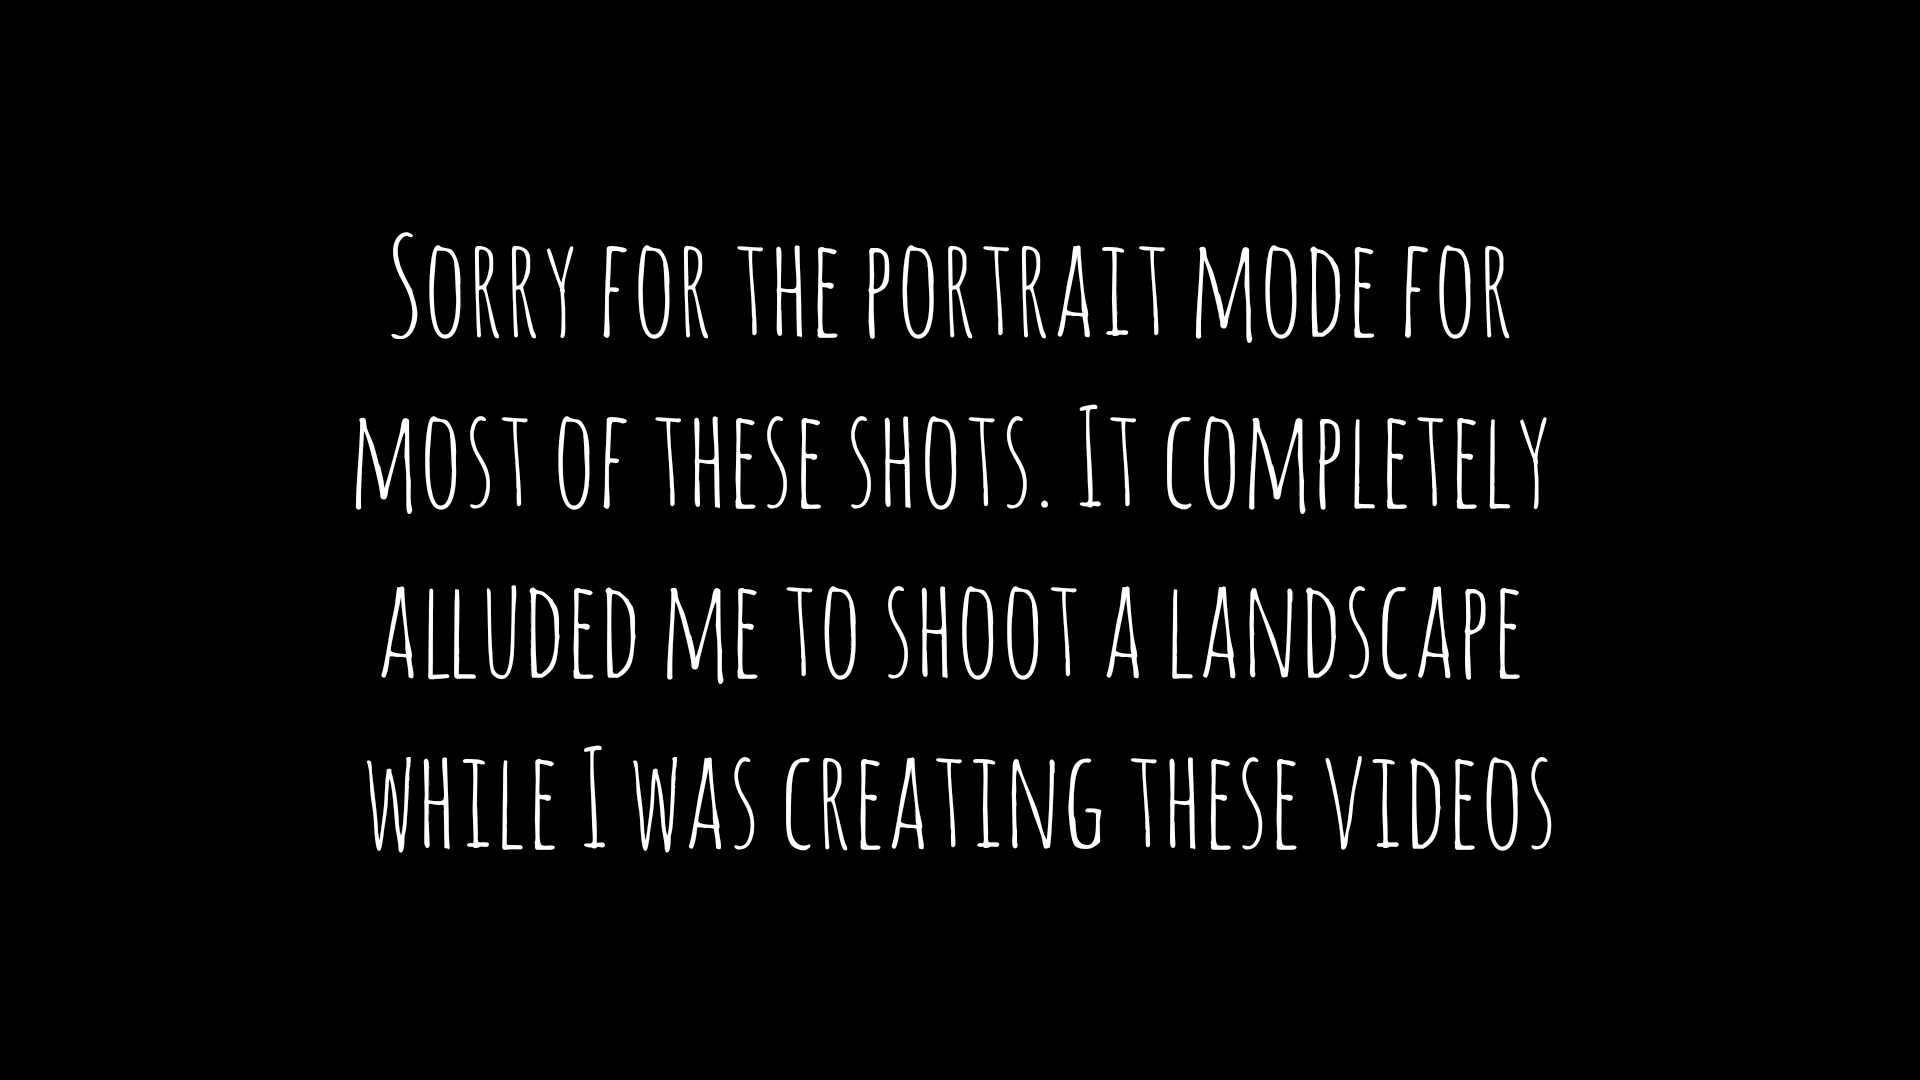 Sorry for the portrait mode for
most of these shots. It completely
alluded me to shoot a landscape
while I was creating these videos